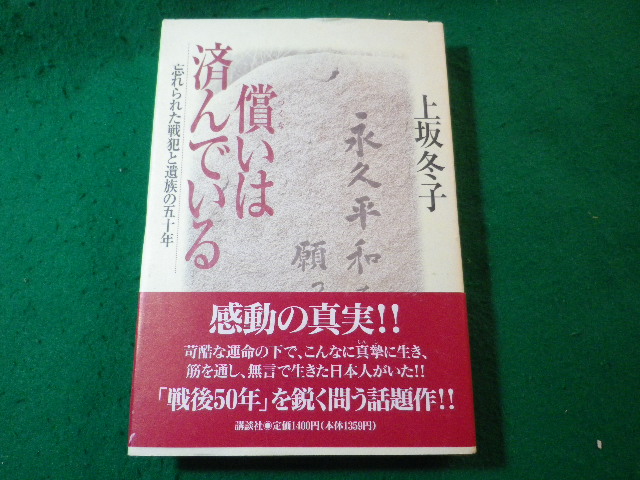 上坂冬子
償いは
つぐな
済んでいる
忘れられた戦犯と遺族の五十年
永久平和
願
感動の真実!!
苛酷な運命の下で、こんなに真摯に生き、
筋を通し、無言で生きた日本人がいた!!
「戦後50年」を鋭く問う話題作!!
講談社◉定価1400円(本体1359円)